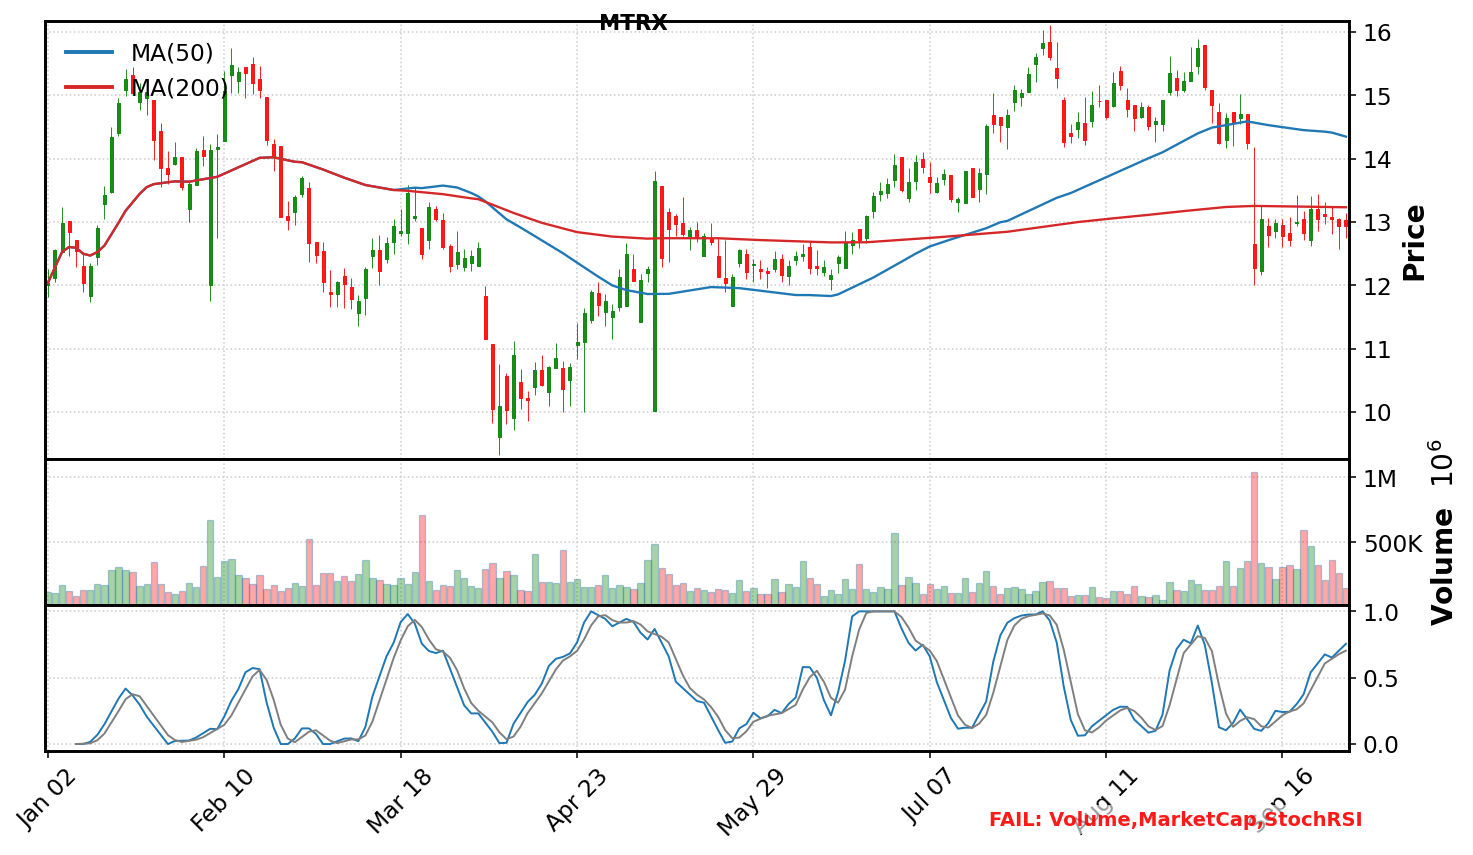 MTRX
MA(50)
MA(200)
16
15
14
13
12
11
10
Price
1M
500K
Volume 10⁶
1.0
0.5
0.0
Jan 02
Feb 10
Mar 18
Apr 23
May 29
Jul 07
Aug 11
Sep 16
FAIL: Volume,MarketCap,StochRSI